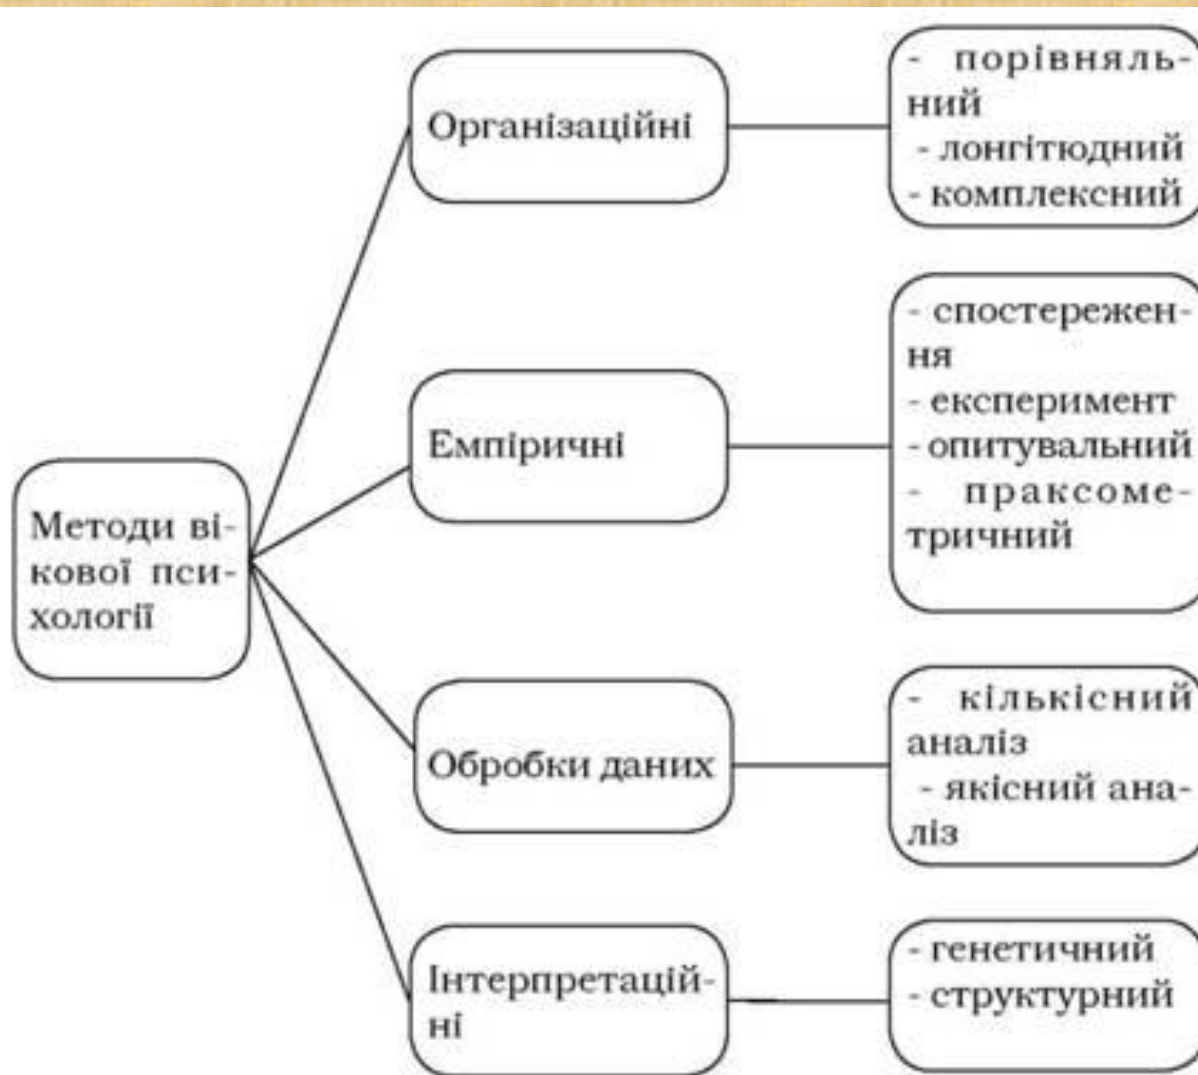 Методи ві-
кової пси-
хології
Організаційні
- порівняль-
ний
- лонгітюдний
- комплексний
Емпіричні
- спостережен-
ня
- експеримент
- опитувальний
- праксоме-
тричний
Обробки даних
- кількісний
аналіз
- якісний ана-
ліз
Інтерпретацій-
ні
- генетичний
- структурний